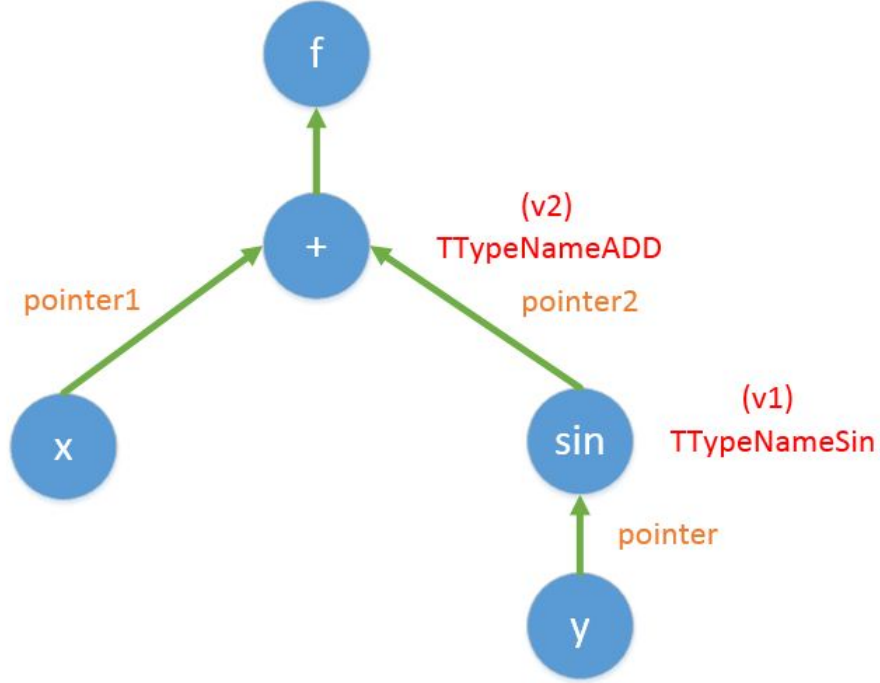 f
(v2)
+
TTypeNameADD
pointer1
pointer2
(v1)
x
sin
TTypeNameSin
pointer
y